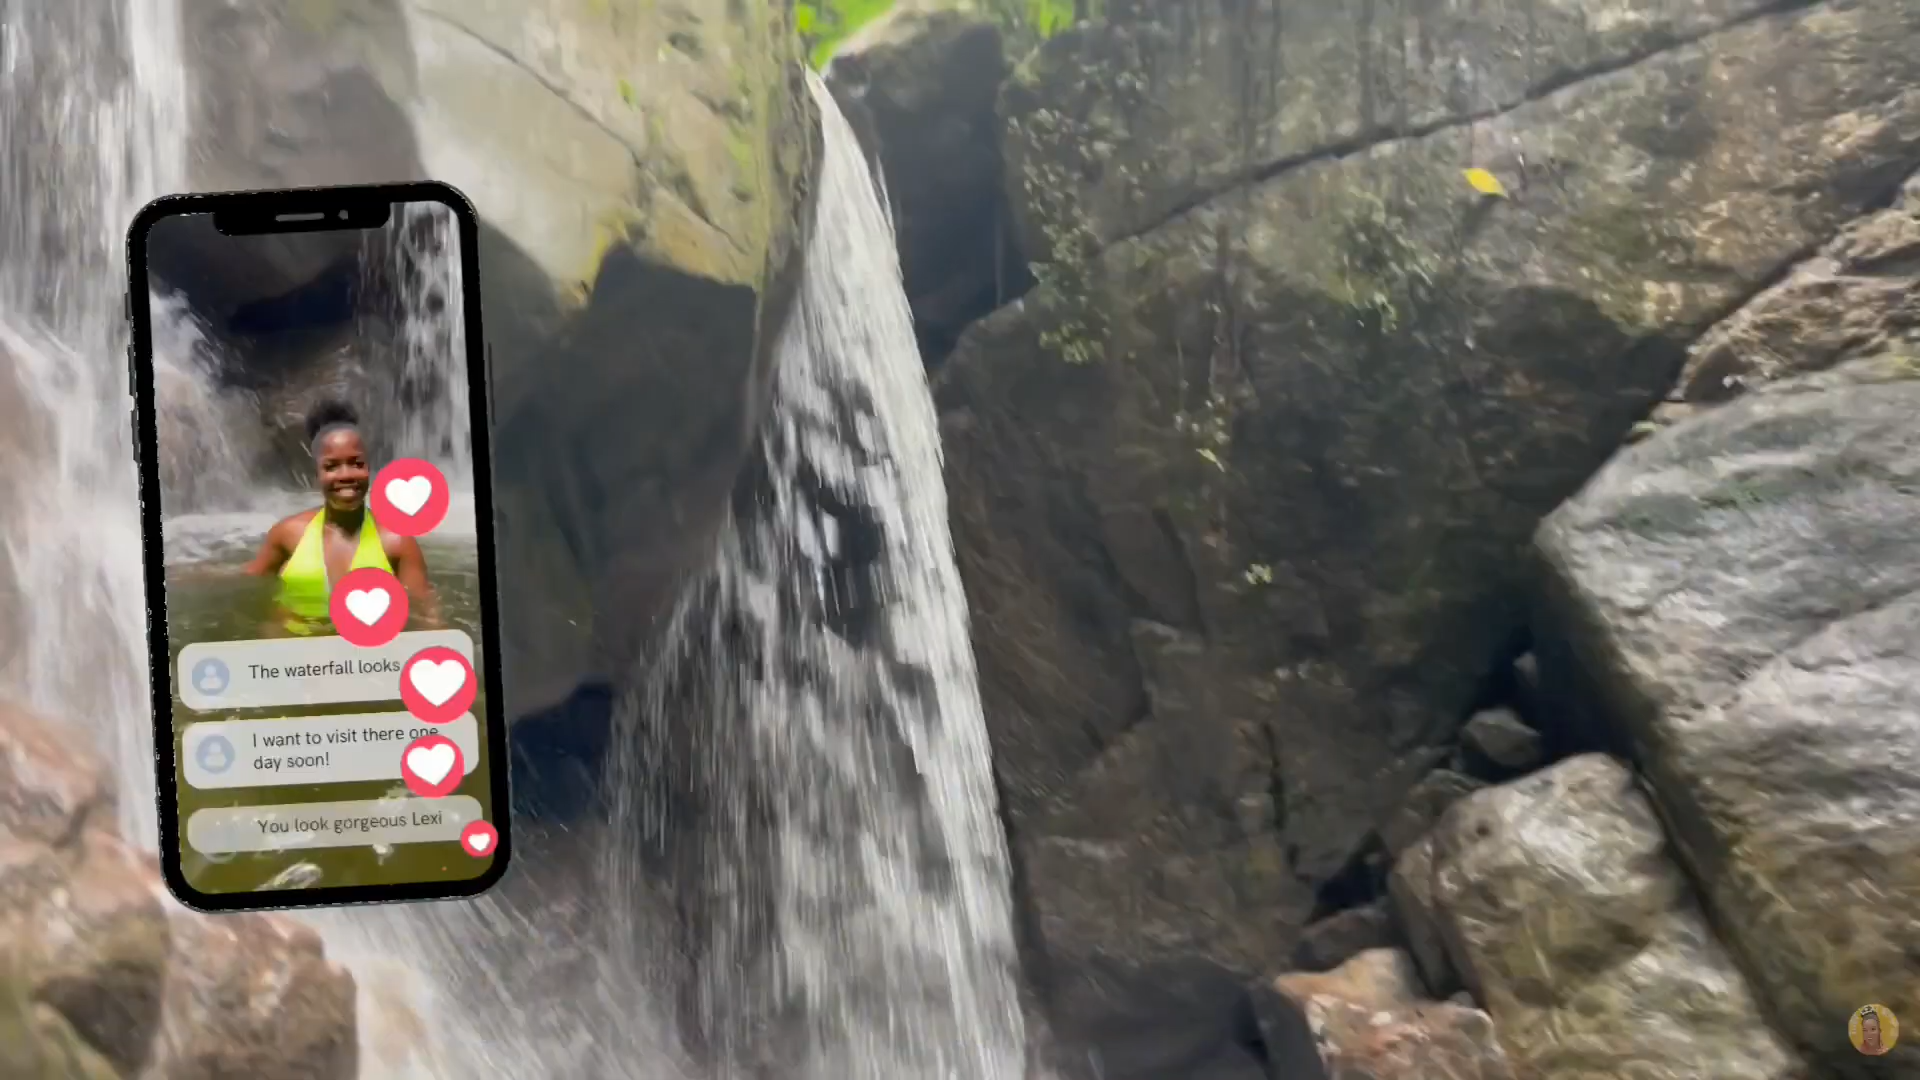 The waterfall looks
I want to visit there one
day soon!
You look gorgeous Lexi